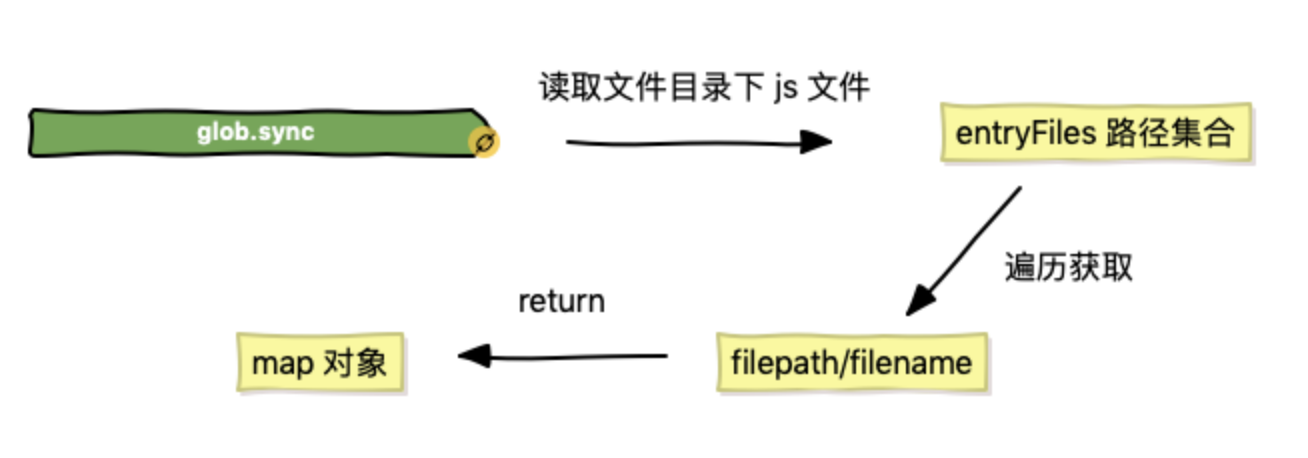 读取文件目录下 js 文件
glob.sync
entryFiles 路径集合
遍历获取
return
map 对象
filepath/filename